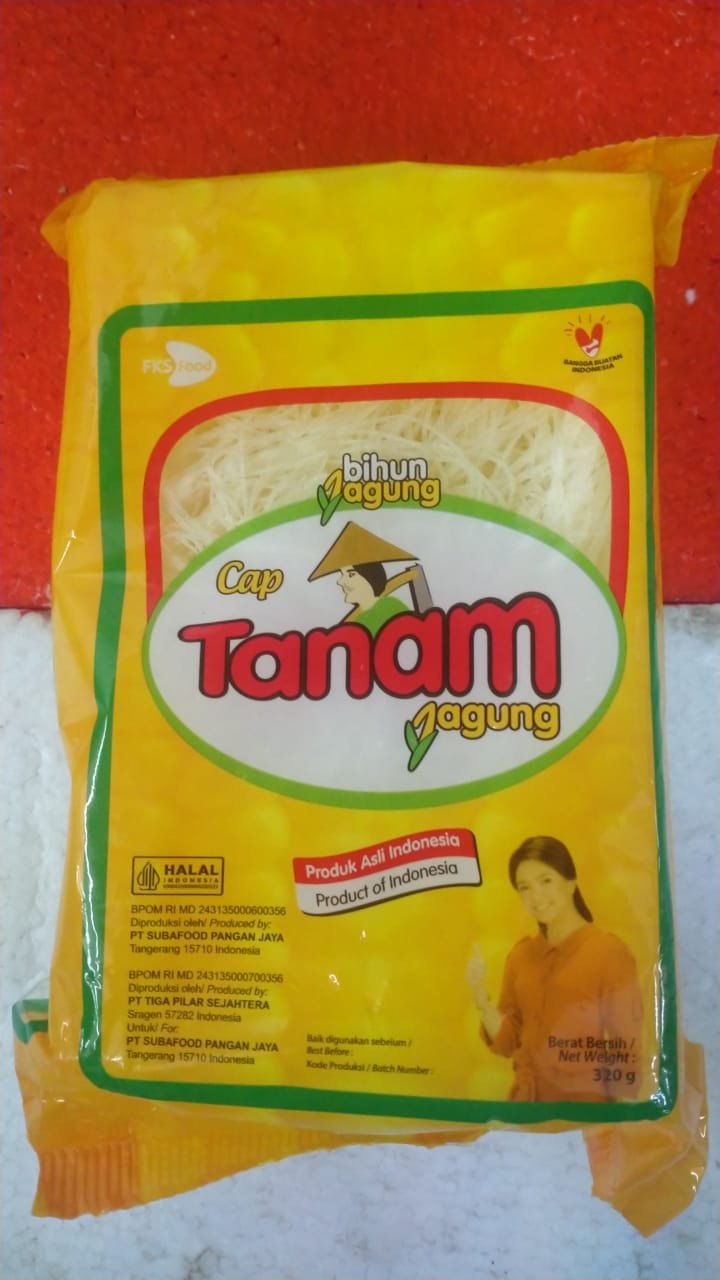 FKS Food
BANGGA BUATAN
INDONESIA
bihun
Jagung
Cap
Tanam
Jagung
Produk Asli Indonesia
Product of Indonesia
HALAL
INDONESIA
BPOM RI MD 243135000600356
Diproduksi oleh/ Produced by:
PT SUBAFOOD PANGAN JAYA
Tangerang 15710 Indonesia
BPOM RI MD 243135000700356
Diproduksi oleh/ Produced by:
PT TIGA PILAR SEJAHTERA
Sragen 57282 Indonesia
Untuk/ For:
PT SUBAFOOD PANGAN JAYA
Tangerang 15710 Indonesia
Baik digunakan sebelum /
Best Before :
Kode Produksi / Batch Number :
Berat Bersih /
Net Weight :
320 g